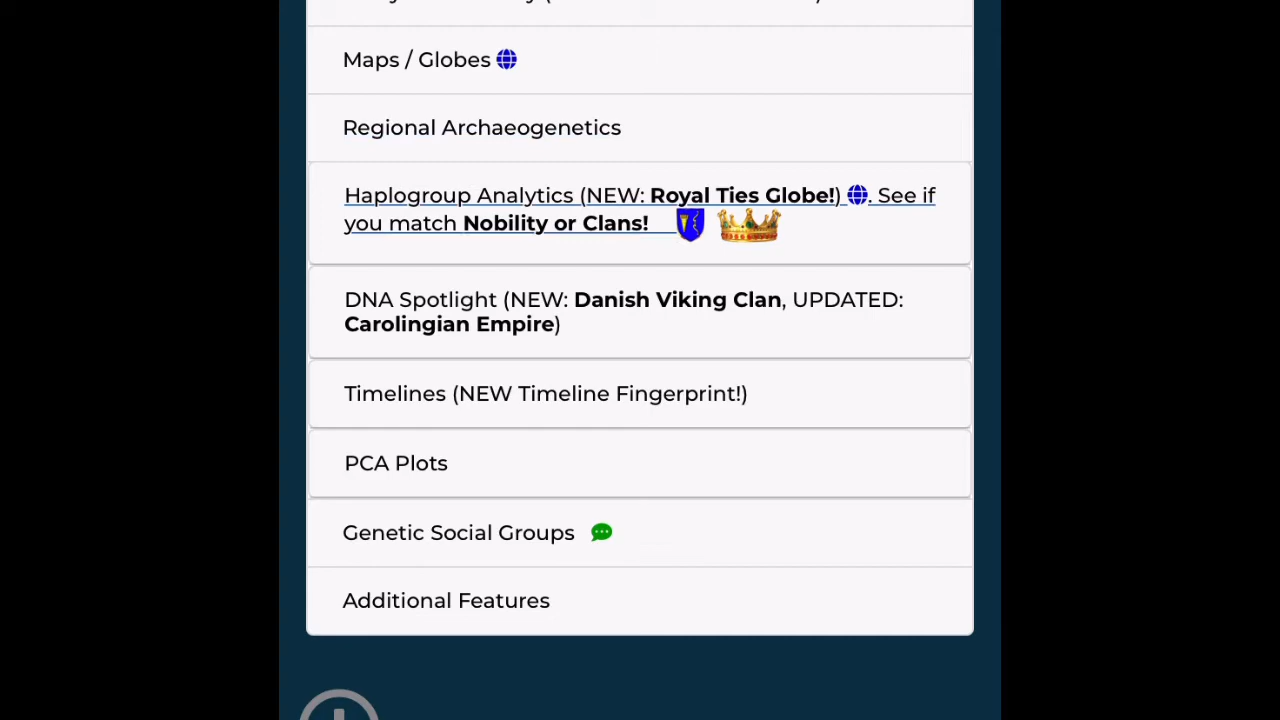 Maps / Globes
Regional Archaeogenetics
Haplogroup Analytics (NEW: Royal Ties Globe!) . See if
you match Nobility or Clans!
DNA Spotlight (NEW: Danish Viking Clan, UPDATED:
Carolingian Empire)
Timelines (NEW Timeline Fingerprint!)
PCA Plots
Genetic Social Groups
Additional Features